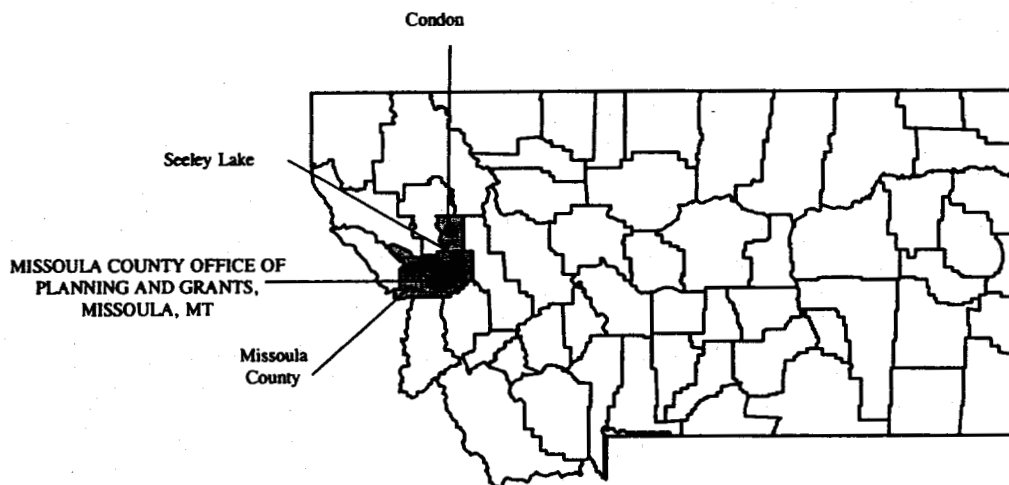 Condon
Seeley Lake
MISSOULA COUNTY OFFICE OF
PLANNING AND GRANTS,
MISSOULA, MT
Missoula
County